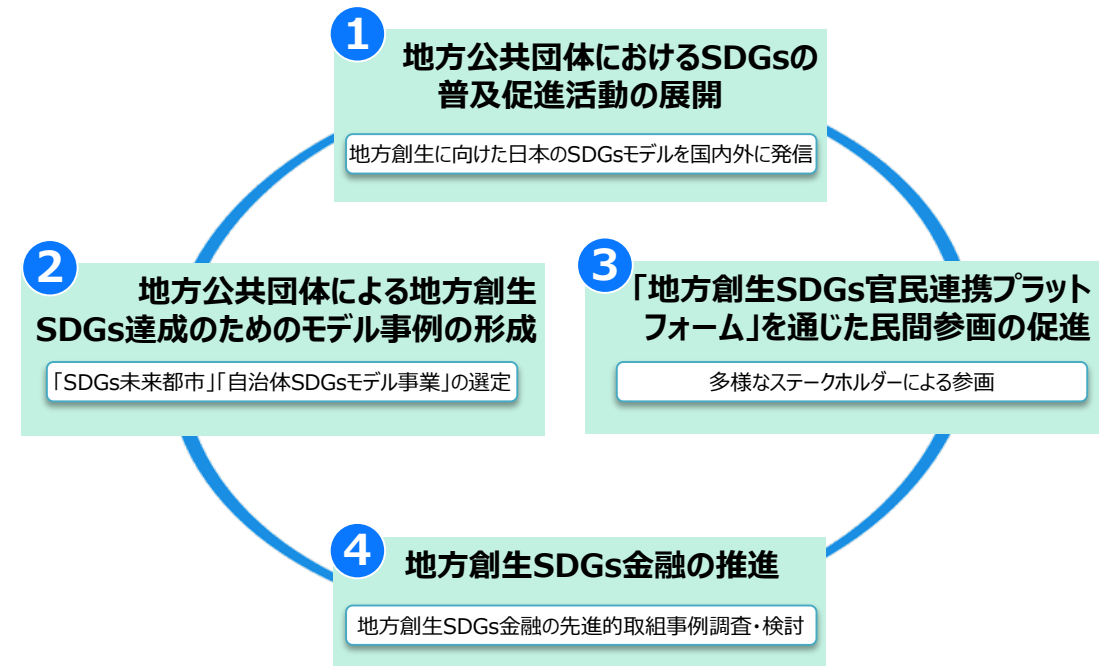 1
地方公共団体におけるSDGsの
普及促進活動の展開
地方創生に向けた日本のSDGsモデルを国内外に発信
2
地方公共団体による地方創生
SDGs達成のためのモデル事例の形成
「SDGs未来都市」「自治体SDGsモデル事業」の選定
3
「地方創生SDGs官民連携プラット
フォーム」を通じた民間参画の促進
多様なステークホルダーによる参画
4
地方創生SDGs金融の推進
地方創生SDGs金融の先進的取組事例調査・検討